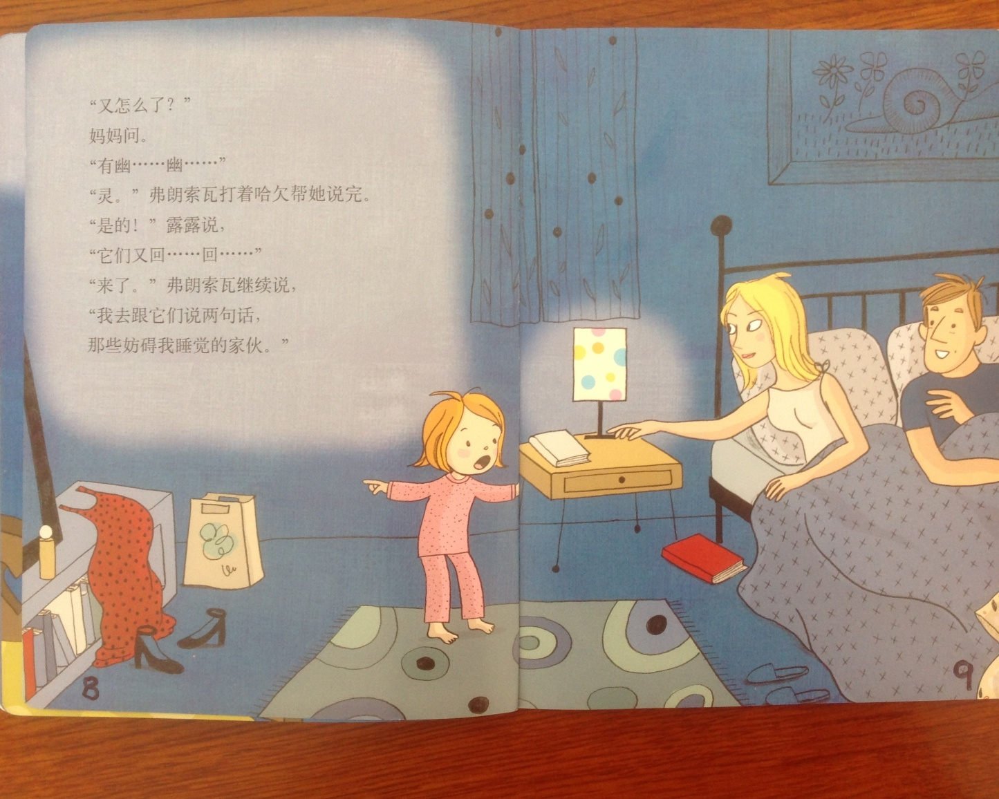 “又怎么了？”
妈妈问。
“有幽……幽……”
“灵。”弗朗索瓦打着哈欠帮她说完。
“是的！”露露说，
“它们又回……回……”
“来了。”弗朗索瓦继续说，
“我去跟它们说两句话，
那些妨碍我睡觉的家伙。”
8
9